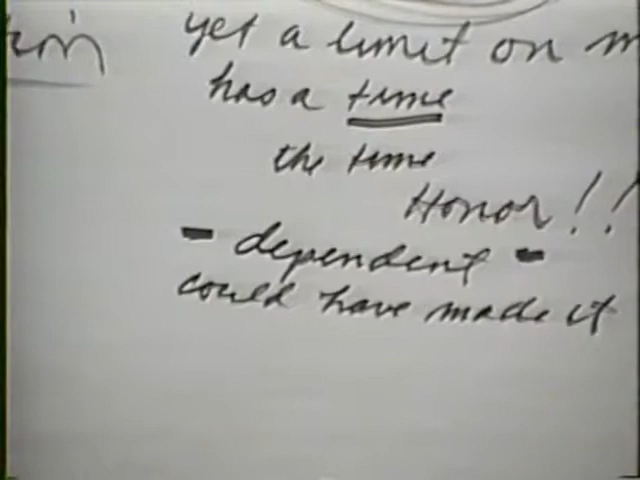 yet a limit on
has a time
the time
Honor!!
- dependent -
could have made it